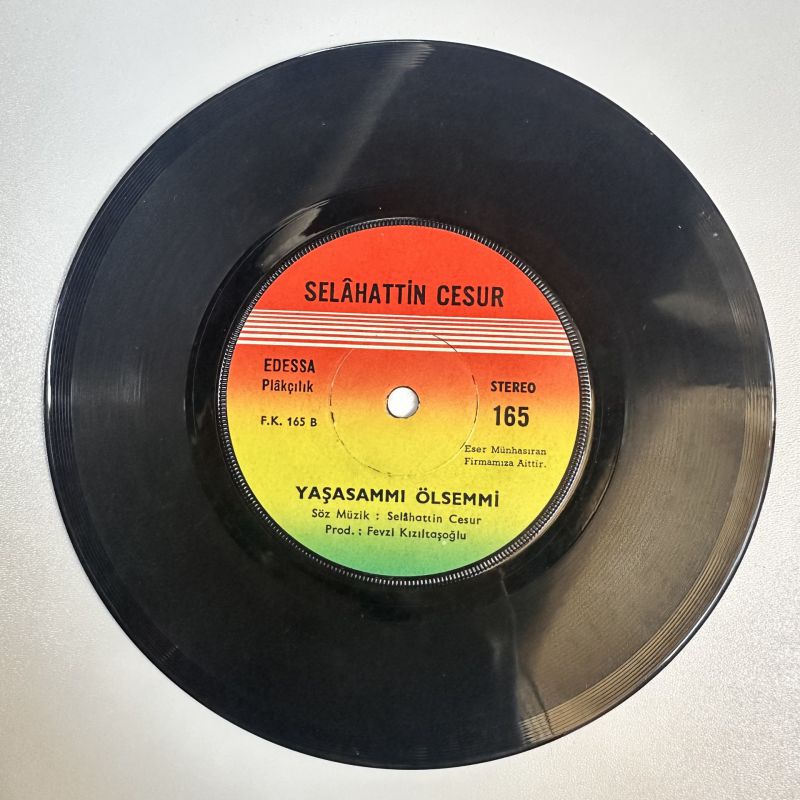 SELÂHATTİN CESUR
EDESSA
Plâkçılık
STEREO
F.K. 165 B
165
Eser Münhasıran
Firmamıza Aittir.
YAŞASAMMI ÖLSEMMİ
Söz Müzik : Selâhattin Cesur
Prod. : Fevzi Kızıltaşoğlu